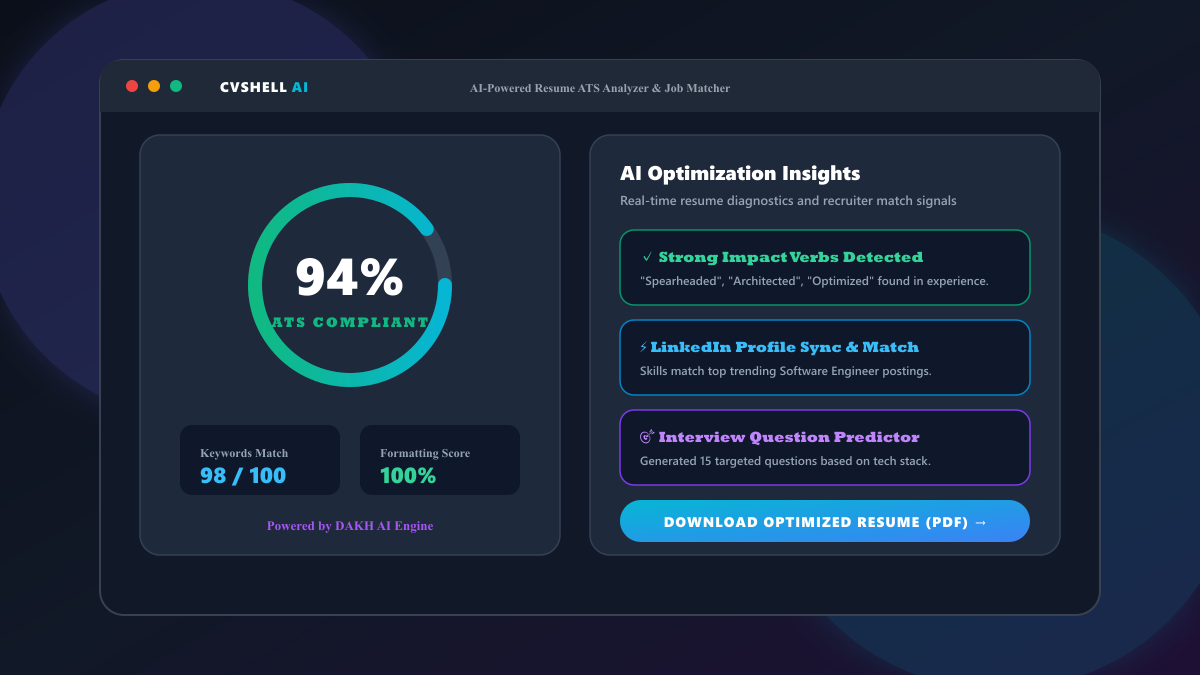 CVSHELL AI
AI-Powered Resume ATS Analyzer & Job Matcher
94%
ATS COMPLIANT
Keywords Match
98 / 100
Formatting Score
100%
Powered by DAKH AI Engine
AI Optimization Insights
Real-time resume diagnostics and recruiter match signals
✓ Strong Impact Verbs Detected
"Spearheaded", "Architected", "Optimized" found in experience.
⚡ LinkedIn Profile Sync & Match
Skills match top trending Software Engineer postings.
🎯 Interview Question Predictor
Generated 15 targeted questions based on tech stack.
DOWNLOAD OPTIMIZED RESUME (PDF) →